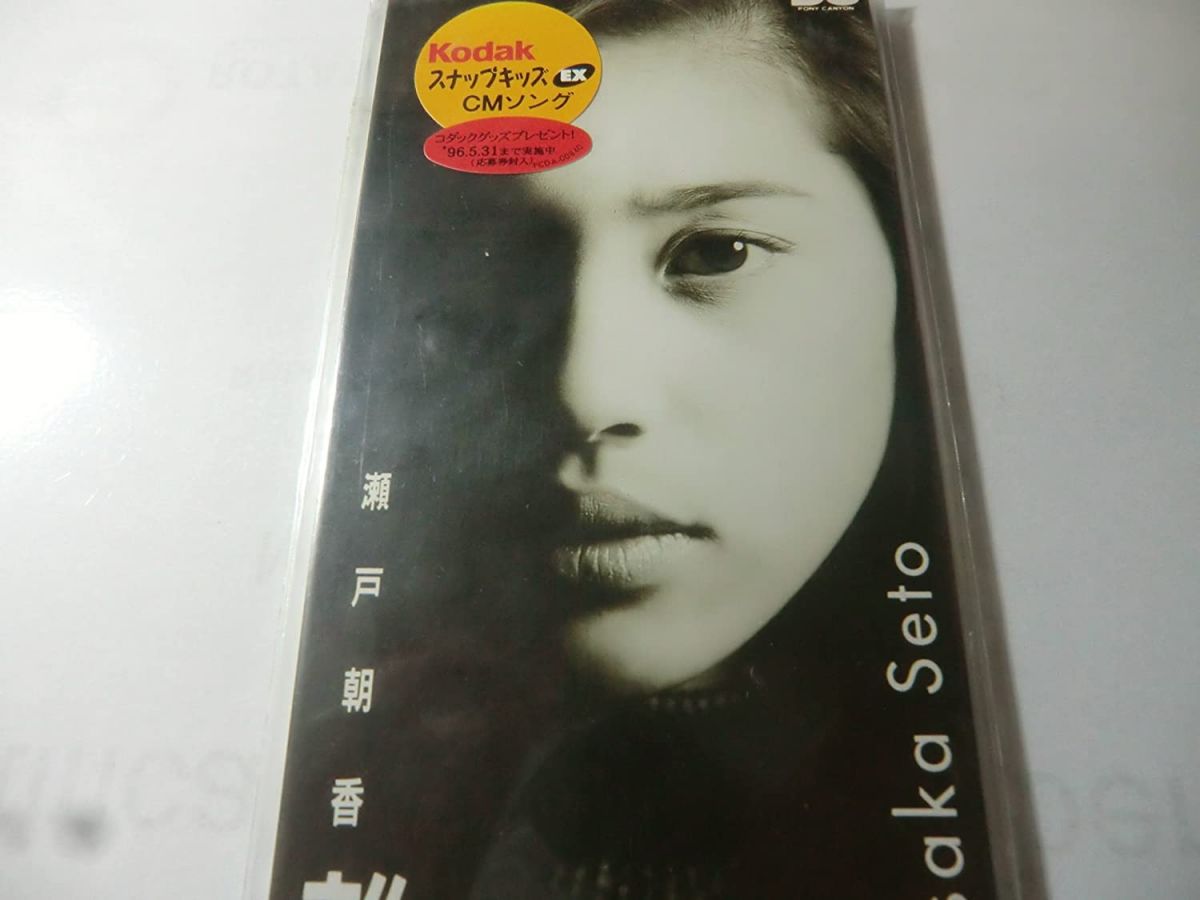 PONY CANYON
Kodak
スナップキッズ EX
CMソング
コダックグッズプレゼント!
'96.5.31まで実施中
(応募券封入)
瀬戸朝香
saka Seto